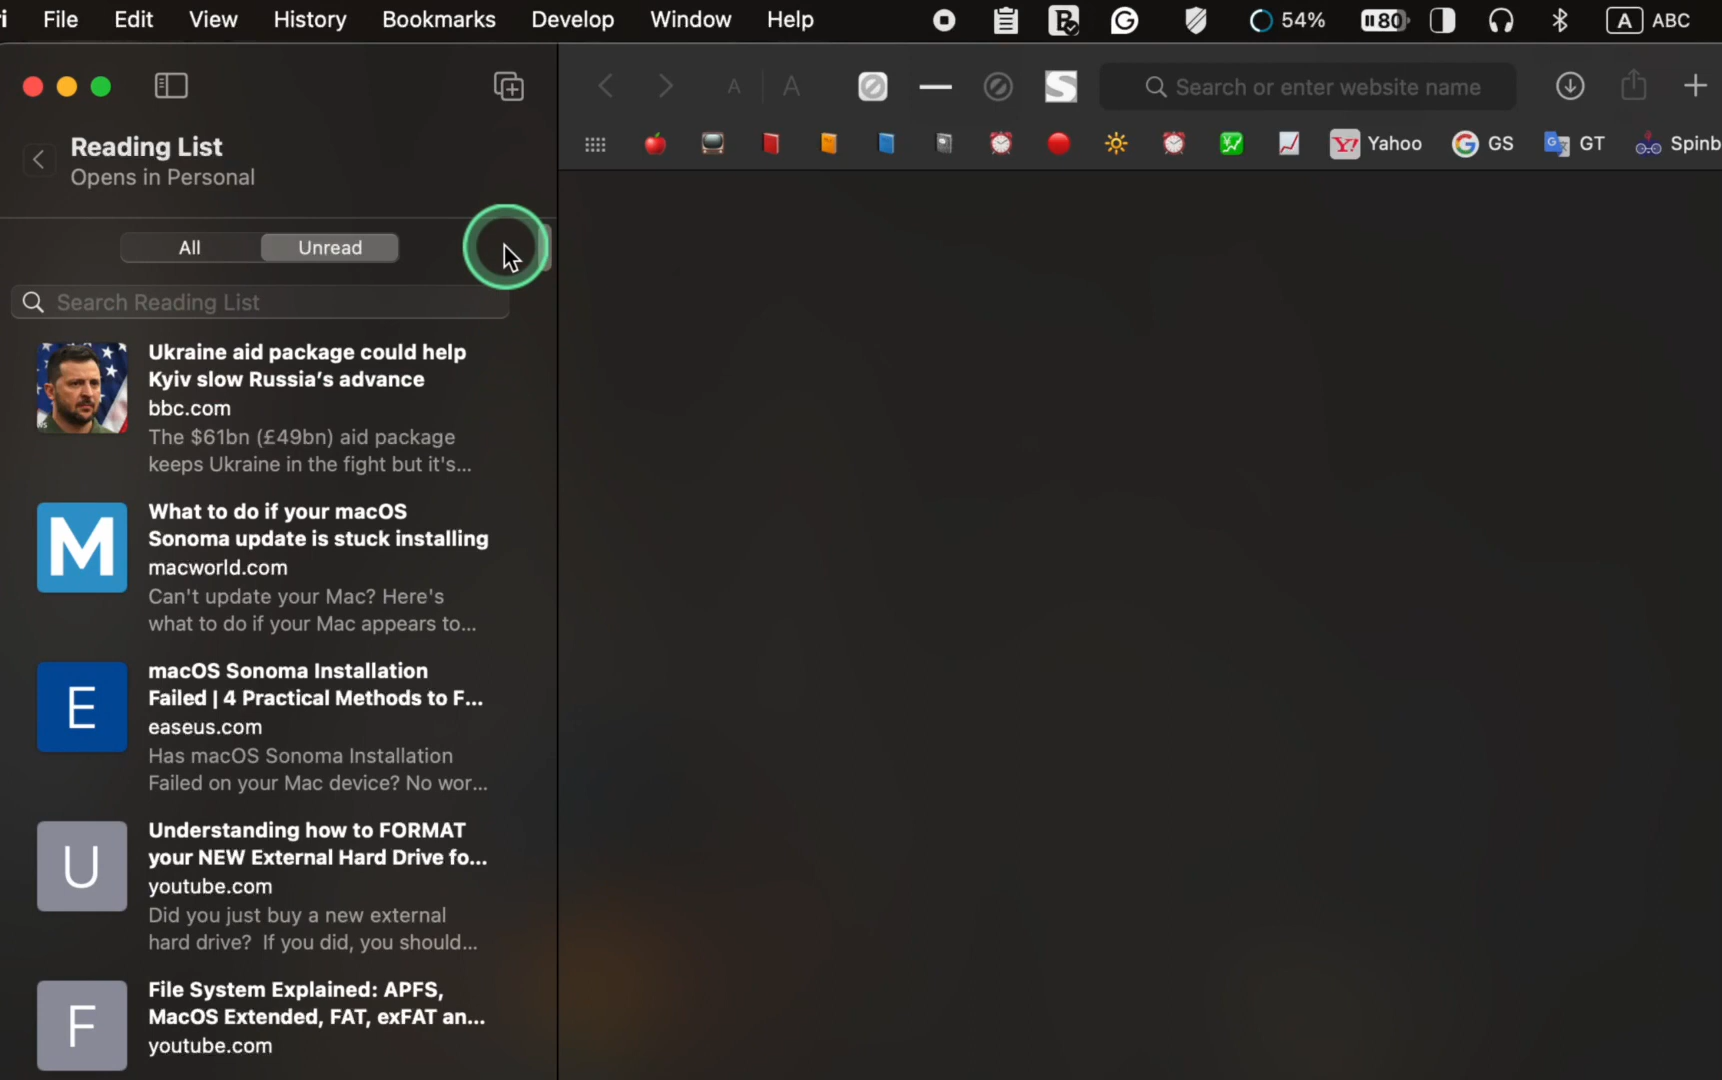 File Edit View History Bookmarks Develop Window Help 54% 80 A ABC
A A S Search or enter website name
Reading List
Opens in Personal
Y! Yahoo G GS GT Spinb
All Unread
Search Reading List
Ukraine aid package could help
Kyiv slow Russia’s advance
bbc.com
The $61bn (£49bn) aid package
keeps Ukraine in the fight but it's...
M
What to do if your macOS
Sonoma update is stuck installing
macworld.com
Can't update your Mac? Here's
what to do if your Mac appears to...
E
macOS Sonoma Installation
Failed | 4 Practical Methods to F...
easeus.com
Has macOS Sonoma Installation
Failed on your Mac device? No wor...
U
Understanding how to FORMAT
your NEW External Hard Drive fo...
youtube.com
Did you just buy a new external
hard drive? If you did, you should...
F
File System Explained: APFS,
MacOS Extended, FAT, exFAT an...
youtube.com